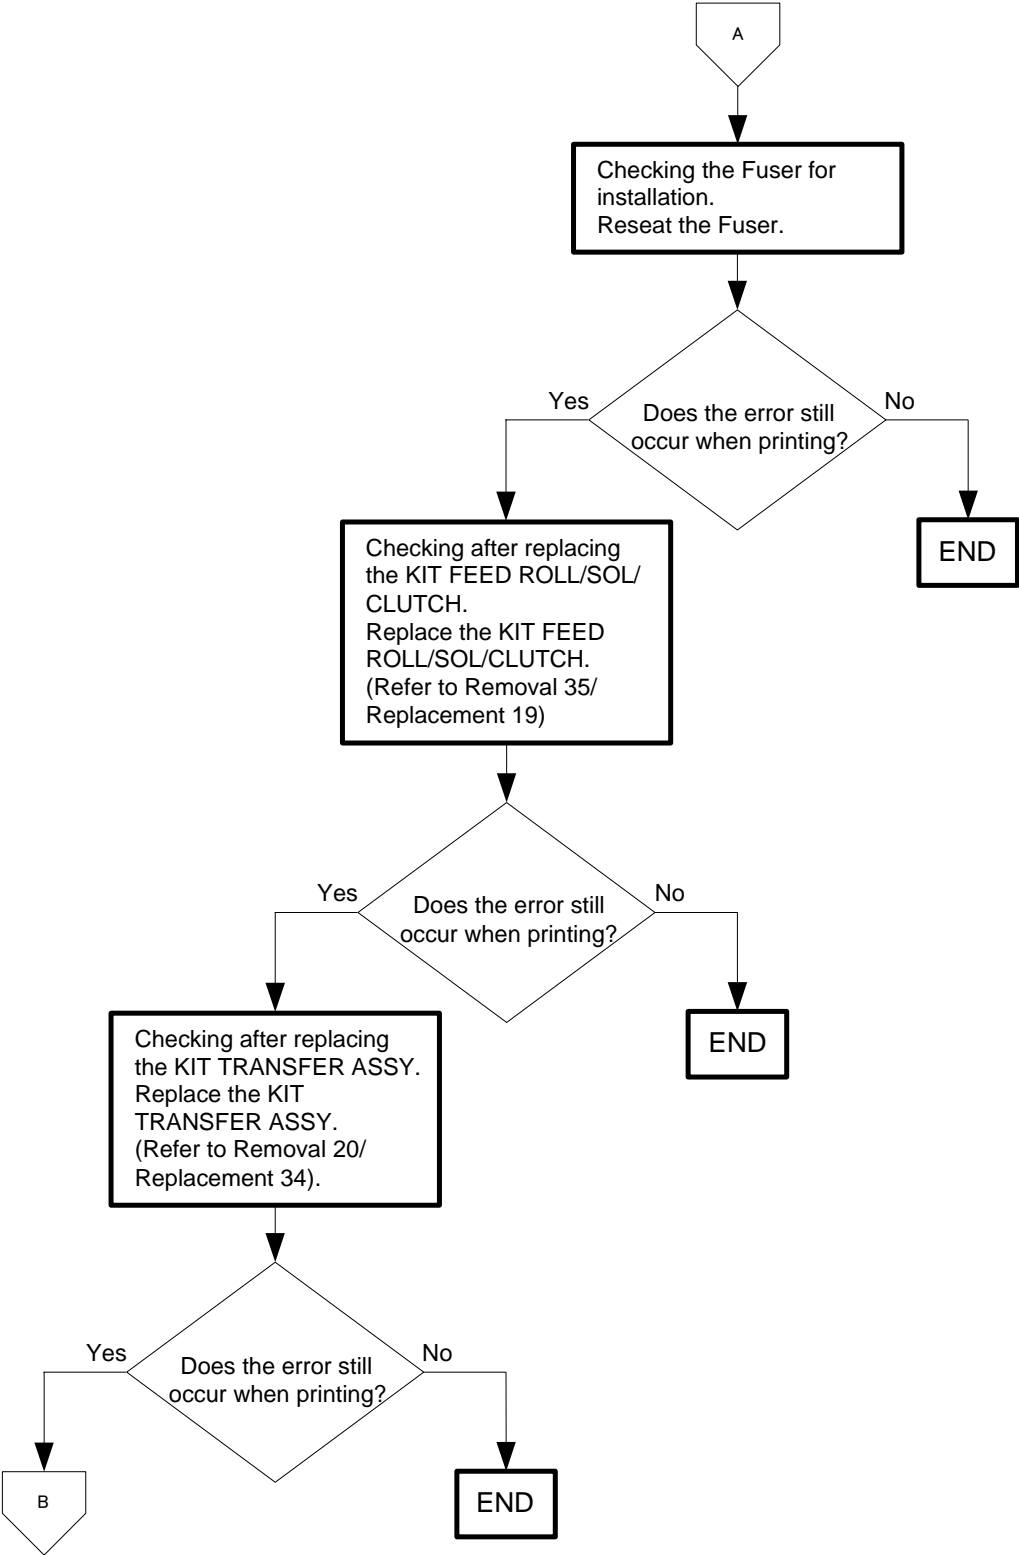 A
Checking the Fuser for
installation.
Reseat the Fuser.
Yes
No
Does the error still
occur when printing?
END
Checking after replacing
the KIT FEED ROLL/SOL/
CLUTCH.
Replace the KIT FEED
ROLL/SOL/CLUTCH.
(Refer to Removal 35/
Replacement 19)
Yes
No
Does the error still
occur when printing?
END
Checking after replacing
the KIT TRANSFER ASSY.
Replace the KIT
TRANSFER ASSY.
(Refer to Removal 20/
Replacement 34).
Yes
No
Does the error still
occur when printing?
B
END